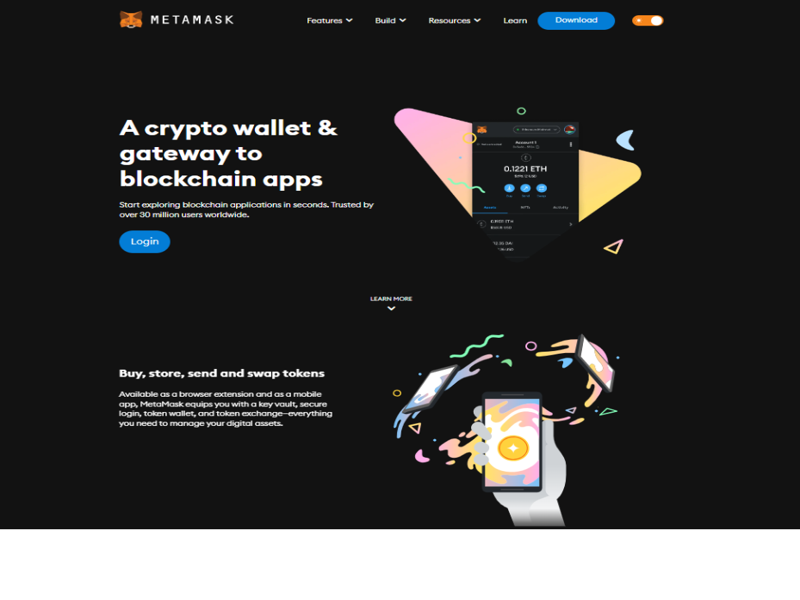 METAMASK
Features
Build
Resources
Learn
Download
A crypto wallet &
gateway to
blockchain apps
Start exploring blockchain applications in seconds. Trusted by
over 30 million users worldwide.
Login
0.1221 ETH
LEARN MORE
Buy, store, send and swap tokens
Available as a browser extension and as a mobile
app, MetaMask equips you with a key vault, secure
login, token wallet, and token exchange—everything
you need to manage your digital assets.